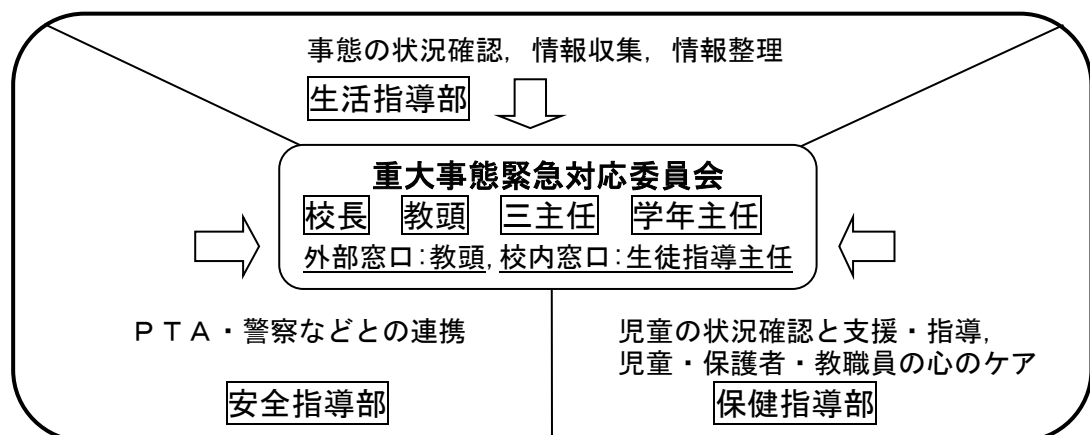 事態の状況確認，情報収集，情報整理
生活指導部
重大事態緊急対応委員会
校長 教頭 三主任 学年主任
外部窓口：教頭，校内窓口：生徒指導主任
ＰＴＡ・警察などとの連携
安全指導部
児童の状況確認と支援・指導，
児童・保護者・教職員の心のケア
保健指導部